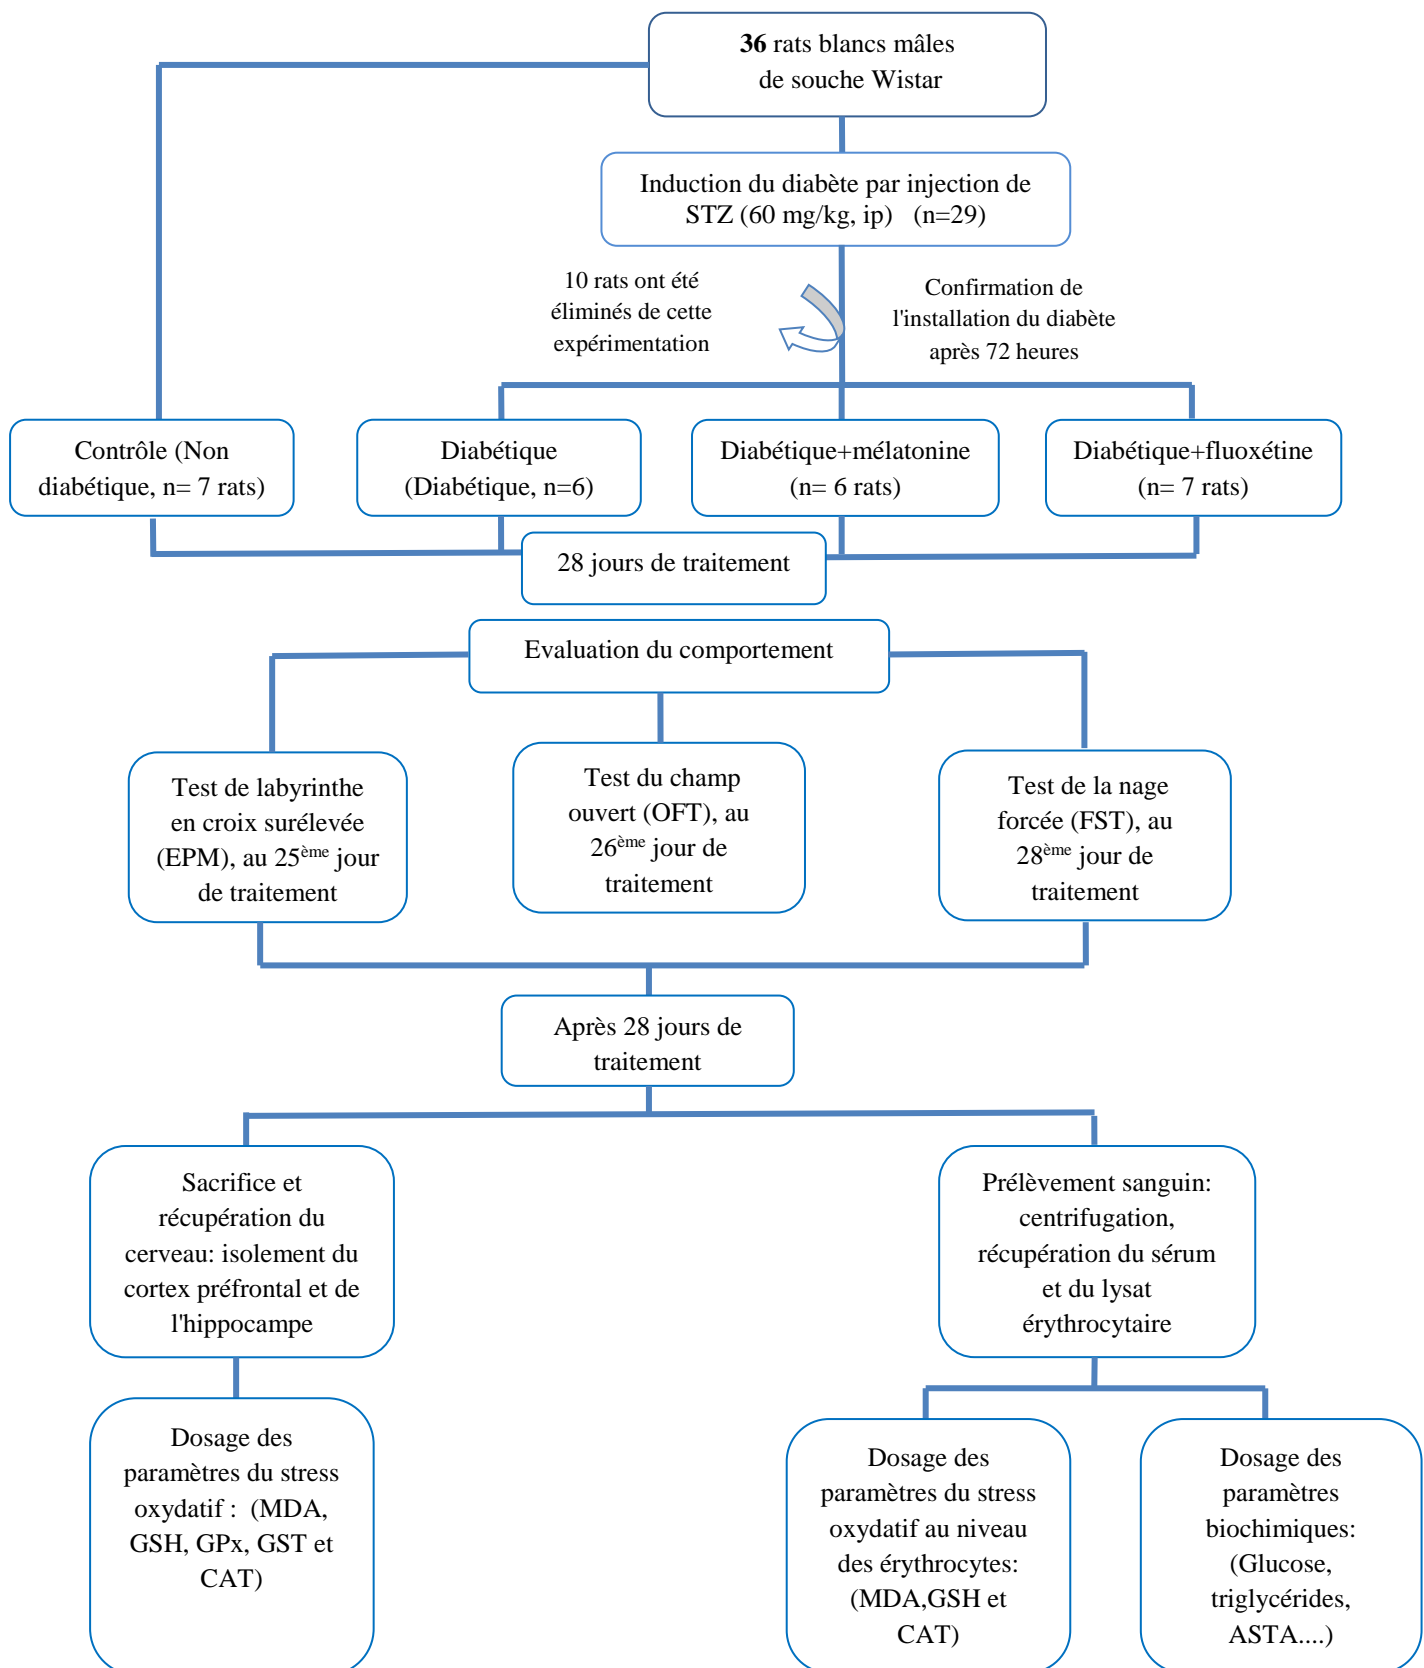 36 rats blancs mâles
de souche Wistar
Induction du diabète par injection de
STZ (60 mg/kg, ip) (n=29)
10 rats ont été
éliminés de cette
expérimentation
Confirmation de
l'installation du diabète
après 72 heures
Contrôle (Non
diabétique, n= 7 rats)
Diabétique
(Diabétique, n=6)
Diabétique+mélatonine
(n= 6 rats)
Diabétique+fluoxétine
(n= 7 rats)
28 jours de traitement
Evaluation du comportement
Test de labyrinthe
en croix surélevée
(EPM), au 25ème jour
de traitement
Test du champ
ouvert (OFT), au
26ème jour de
traitement
Test de la nage
forcée (FST), au
28ème jour de
traitement
Après 28 jours de
traitement
Sacrifice et
récupération du
cerveau: isolement du
cortex préfrontal et de
l'hippocampe
Prélèvement sanguin:
centrifugation,
récupération du sérum
et du lysat
érythrocytaire
Dosage des
paramètres du stress
oxydatif : (MDA,
GSH, GPx, GST et
CAT)
Dosage des
paramètres du stress
oxydatif au niveau
des érythrocytes:
(MDA,GSH et
CAT)
Dosage des
paramètres
biochimiques:
(Glucose,
triglycérides,
ASTA....)